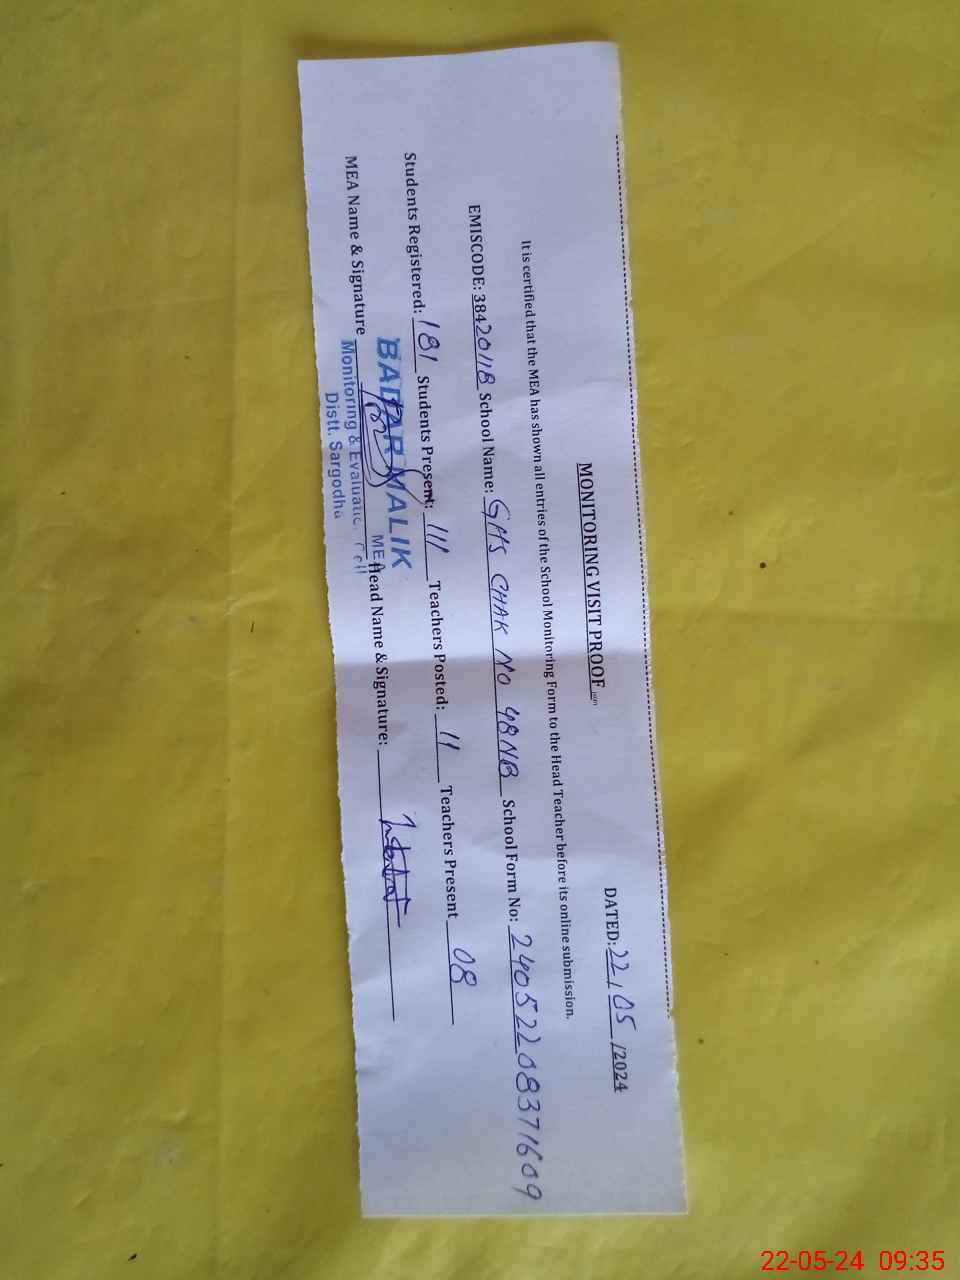 DATED: 22/05/2024
MONITORING VISIT PROOF
It is certified that the MEA has shown all entries of the School Monitoring Form to the Head Teacher before its online submission.
EMISCODE: 38420118 School Name: GHS CHAK NO 48NB School Form No: 24052208371609
Students Registered: 181 Students Present: 111 Teachers Posted: 11 Teachers Present 08
MEA Name & Signature Head Name & Signature:
BADAR MALIK
MEA
Monitoring & Evaluatic. Cell
Distt. Sargodha
22-05-24 09:35